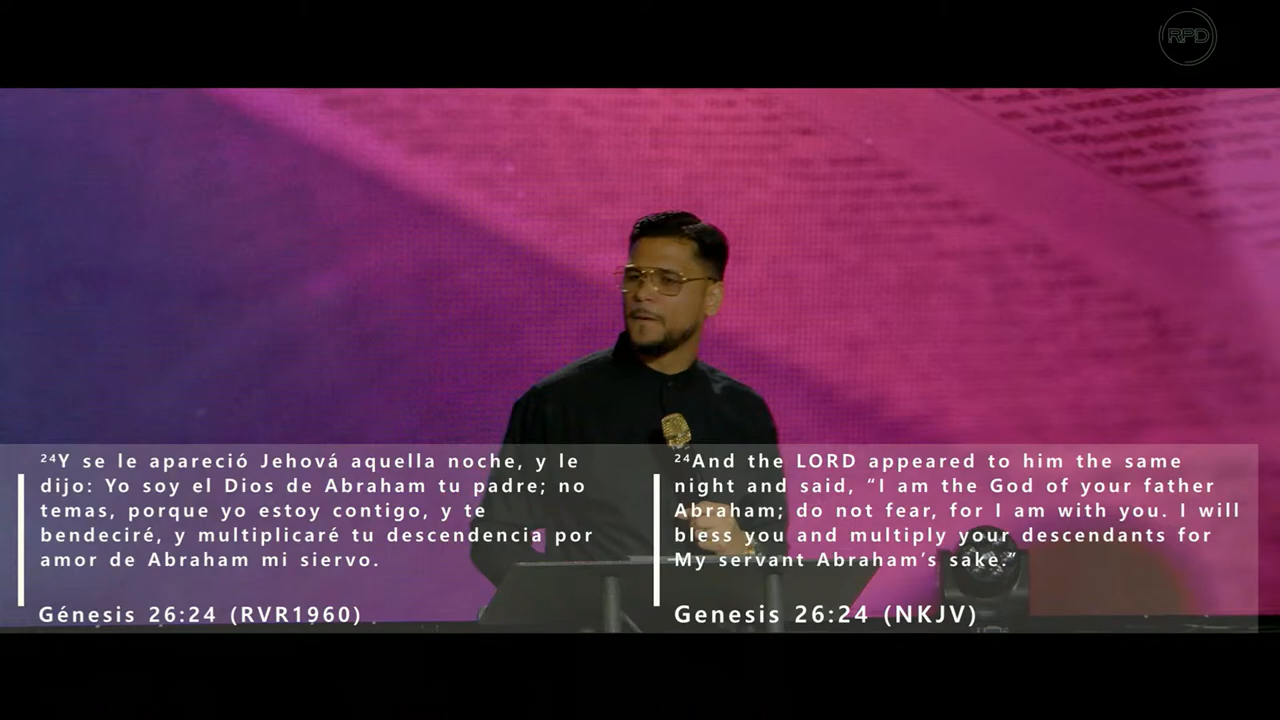 RPD
²⁴Y se le apareció Jehová aquella noche, y le
dijo: Yo soy el Dios de Abraham tu padre; no
temas, porque yo estoy contigo, y te
bendeciré, y multiplicaré tu descendencia por
amor de Abraham mi siervo.
Génesis 26:24 (RVR1960)
²⁴And the LORD appeared to him the same
night and said, “I am the God of your father
Abraham; do not fear, for I am with you. I will
bless you and multiply your descendants for
My servant Abraham’s sake.”
Genesis 26:24 (NKJV)